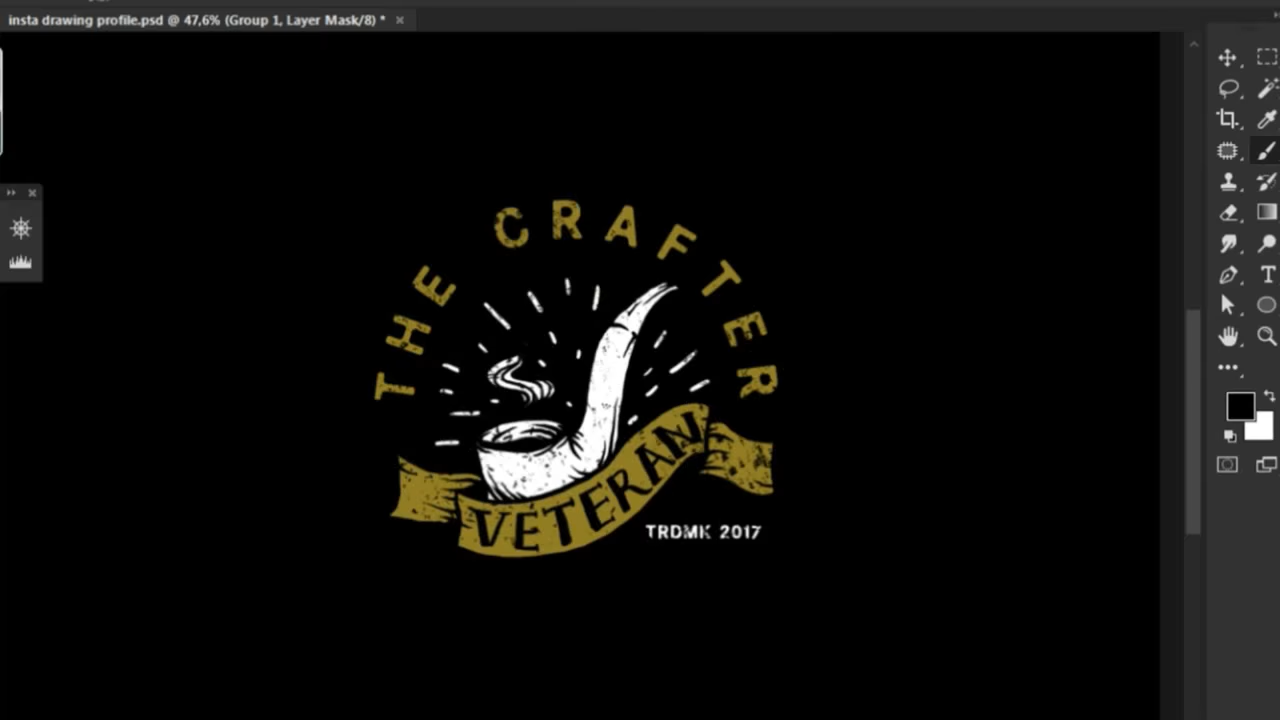 insta drawing profile.psd @ 47,6% (Group 1, Layer Mask/8) *
THE CRAFTER
VETERAN
TRDMK 2017